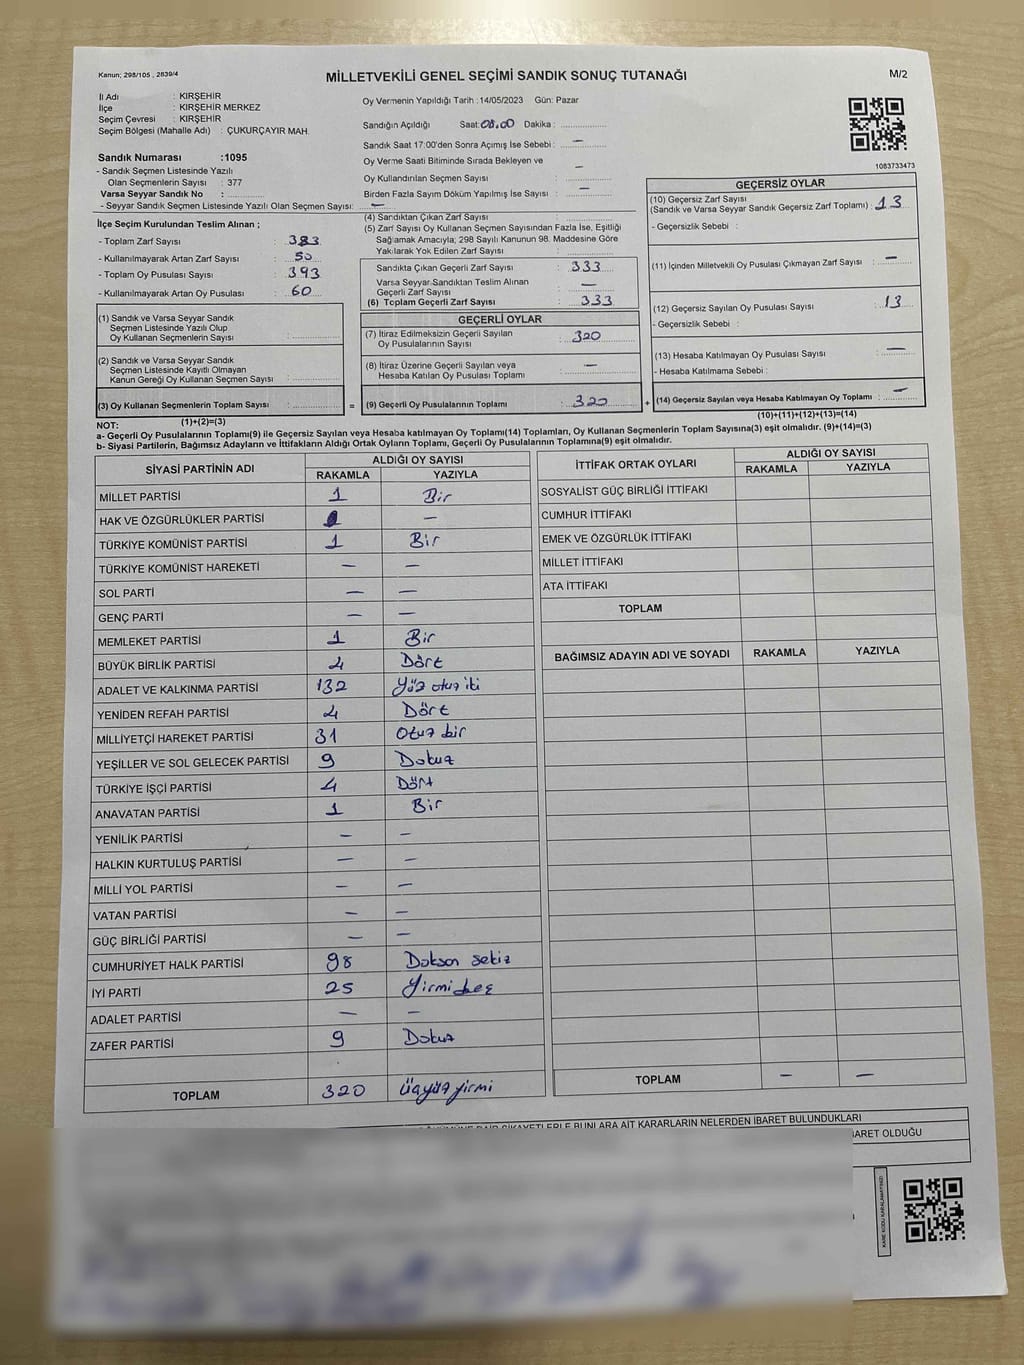 Kanun; 298/105 , 2839/4
MİLLETVEKİLİ GENEL SEÇİMİ SANDIK SONUÇ TUTANAĞI
M/2
İl Adı : KIRŞEHİR
İlçe : KIRŞEHİR MERKEZ
Seçim Çevresi : KIRŞEHİR
Seçim Bölgesi (Mahalle Adı) : ÇUKURÇAYIR MAH.
Sandık Numarası :1095
- Sandık Seçmen Listesinde Yazılı
Olan Seçmenlerin Sayısı : 377
Varsa Seyyar Sandık No :
- Seyyar Sandık Seçmen Listesinde Yazılı Olan Seçmen Sayısı: —
Oy Vermenin Yapıldığı Tarih :14/05/2023 Gün: Pazar
Sandığın Açıldığı Saat:08.00 Dakika :
Sandık Saat 17:00'den Sonra Açımış İse Sebebi : —
Oy Verme Saati Bitiminde Sırada Bekleyen ve
Oy Kullandırılan Seçmen Sayısı : —
Birden Fazla Sayım Döküm Yapılmış İse Sayısı : —
1083733473
İlçe Seçim Kurulundan Teslim Alınan ;
- Toplam Zarf Sayısı : 383
- Kullanılmayarak Artan Zarf Sayısı : 50
- Toplam Oy Pusulası Sayısı : 393
- Kullanılmayarak Artan Oy Pusulası : 60
(1) Sandık ve Varsa Seyyar Sandık
Seçmen Listesinde Yazılı Olup
Oy Kullanan Seçmenlerin Sayısı :
(2) Sandık ve Varsa Seyyar Sandık
Seçmen Listesinde Kayıtlı Olmayan
Kanun Gereği Oy Kullanan Seçmen Sayısı :
(3) Oy Kullanan Seçmenlerin Toplam Sayısı :
(1)+(2)=(3)
(4) Sandıktan Çıkan Zarf Sayısı :
(5) Zarf Sayısı Oy Kullanan Seçmen Sayısından Fazla İse, Eşitliği
Sağlamak Amacıyla; 298 Sayılı Kanunun 98. Maddesine Göre
Yakılarak Yok Edilen Zarf Sayısı :
Sandıkta Çıkan Geçerli Zarf Sayısı : 333
Varsa Seyyar Sandıktan Teslim Alınan
Geçerli Zarf Sayısı : —
(6) Toplam Geçerli Zarf Sayısı : 333
GEÇERLİ OYLAR
(7) İtiraz Edilmeksizin Geçerli Sayılan
Oy Pusulalarının Sayısı : 320
(8) İtiraz Üzerine Geçerli Sayılan veya
Hesaba Katılan Oy Pusulaları Toplamı : —
= (9) Geçerli Oy Pusulalarının Toplamı : 320
GEÇERSİZ OYLAR
(10) Geçersiz Zarf Sayısı
(Sandık ve Varsa Seyyar Sandık Geçersiz Zarf Toplamı) : 13
- Geçersizlik Sebebi :
(11) İçinden Milletvekili Oy Pusulası Çıkmayan Zarf Sayısı : —
(12) Geçersiz Sayılan Oy Pusulası Sayısı : 13
- Geçersizlik Sebebi :
(13) Hesaba Katılmayan Oy Pusulası Sayısı : —
- Hesaba Katılmama Sebebi :
+ (14) Geçersiz Sayılan veya Hesaba Katılmayan Oy Toplamı : —
(10)+(11)+(12)+(13)=(14)
NOT:
a- Geçerli Oy Pusulalarının Toplamı(9) ile Geçersiz Sayılan veya Hesaba katılmayan Oy Toplamı(14) Toplamları, Oy Kullanan Seçmenlerin Toplam Sayısına(3) eşit olmalıdır. (9)+(14)=(3)
b- Siyasi Partilerin, Bağımsız Adayların ve İttifakların Aldığı Ortak Oyların Toplamı, Geçerli Oy Pusulalarının Toplamına(9) eşit olmalıdır.
SİYASİ PARTİNİN ADI ALDIĞI OY SAYISI
RAKAMLA YAZIYLA
MİLLET PARTİSİ 1 Bir
HAK VE ÖZGÜRLÜKLER PARTİSİ —
TÜRKİYE KOMÜNİST PARTİSİ 1 Bir
TÜRKİYE KOMÜNİST HAREKETİ — —
SOL PARTİ — —
GENÇ PARTİ — —
MEMLEKET PARTİSİ 1 Bir
BÜYÜK BİRLİK PARTİSİ 4 Dört
ADALET VE KALKINMA PARTİSİ 132 Yüz otuz iki
YENİDEN REFAH PARTİSİ 4 Dört
MİLLİYETÇİ HAREKET PARTİSİ 31 Otuz bir
YEŞİLLER VE SOL GELECEK PARTİSİ 9 Dokuz
TÜRKİYE İŞÇİ PARTİSİ 4 Dört
ANAVATAN PARTİSİ 1 Bir
YENİLİK PARTİSİ — —
HALKIN KURTULUŞ PARTİSİ — —
MİLLİ YOL PARTİSİ — —
VATAN PARTİSİ — —
GÜÇ BİRLİĞİ PARTİSİ — —
CUMHURİYET HALK PARTİSİ 98 Doksan sekiz
İYİ PARTİ 25 Yirmi beş
ADALET PARTİSİ — —
ZAFER PARTİSİ 9 Dokuz
TOPLAM 320 Üçyüz yirmi
İTTİFAK ORTAK OYLARI ALDIĞI OY SAYISI
RAKAMLA YAZIYLA
SOSYALİST GÜÇ BİRLİĞİ İTTİFAKI
CUMHUR İTTİFAKI
EMEK VE ÖZGÜRLÜK İTTİFAKI
MİLLET İTTİFAKI
ATA İTTİFAKI
TOPLAM
BAĞIMSIZ ADAYIN ADI VE SOYADI RAKAMLA YAZIYLA
TOPLAM — —
ŞİKAYETLERLE BUNLARA AİT KARARLARIN NELERDEN İBARET BULUNDUKLARI
İBARET OLDUĞU
KARE KODU KARALAMAYINIZ!